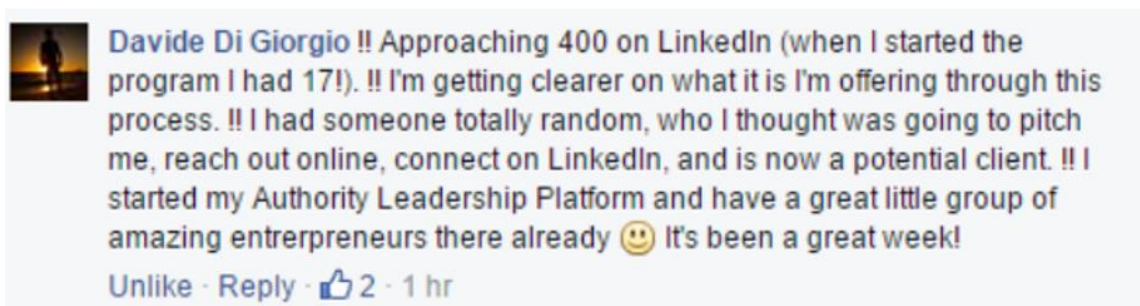 Davide Di Giorgio !! Approaching 400 on LinkedIn (when I started the
program I had 17!). !! I'm getting clearer on what it is I'm offering through this
process. !! I had someone totally random, who I thought was going to pitch
me, reach out online, connect on LinkedIn, and is now a potential client. !! I
started my Authority Leadership Platform and have a great little group of
amazing entrerpreneurs there already 🙂 It's been a great week!
Unlike · Reply · 2 · 1 hr